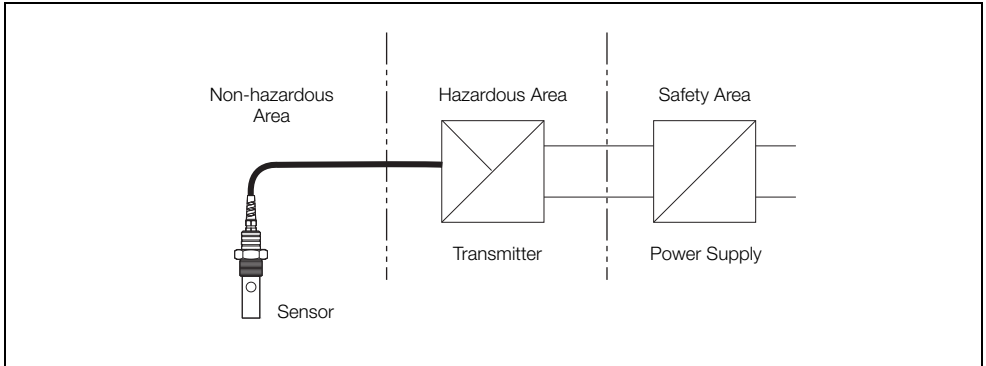 Non-hazardous
Area
Hazardous Area
Safety Area
Transmitter
Power Supply
Sensor